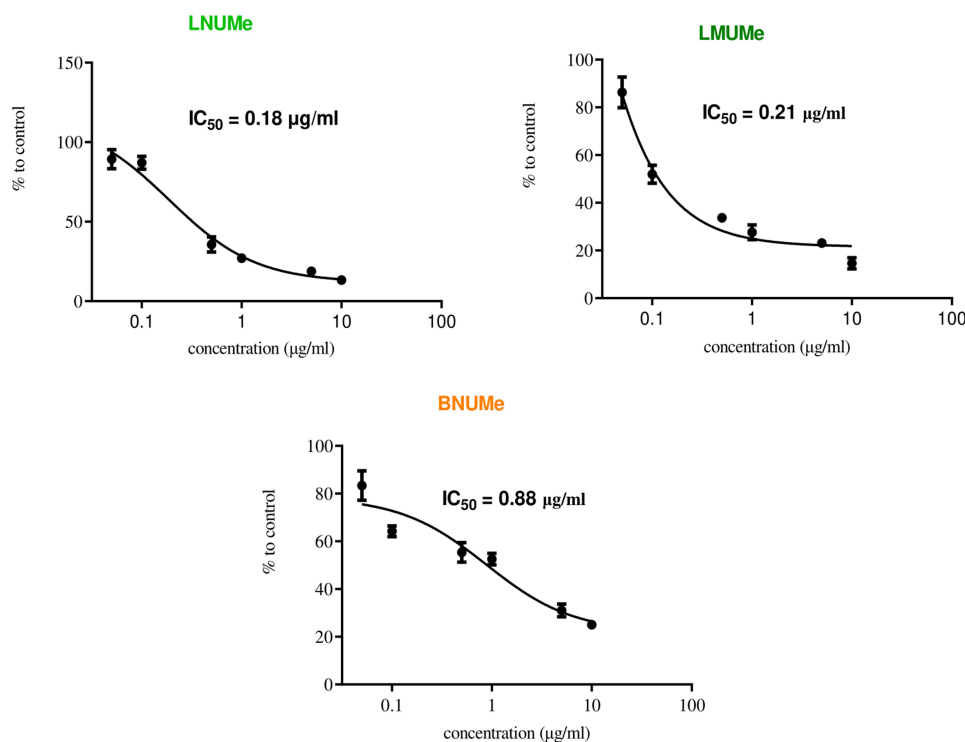 LNUMe
150
100
50
0
% to control
IC50 = 0.18 µg/ml
0.1 1 10 100
concentration (µg/ml)
LMUMe
100
80
60
40
20
0
% to control
IC50 = 0.21 µg/ml
0.1 1 10 100
concentration (µg/ml)
BNUMe
100
80
60
40
20
0
% to control
IC50 = 0.88 µg/ml
0.1 1 10 100
concentration (µg/ml)